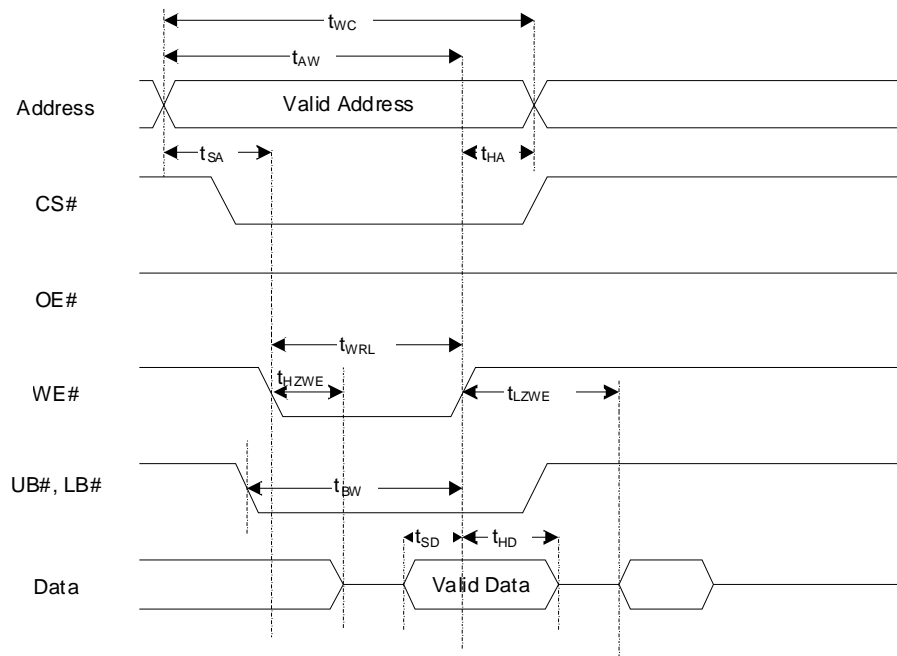 tWC
tAW
Address
Valid Address
tSA
tHA
CS#
OE#
tWRL
tHZWE
WE#
tLZWE
UB#, LB#
tBW
tSD
tHD
Data
Valid Data